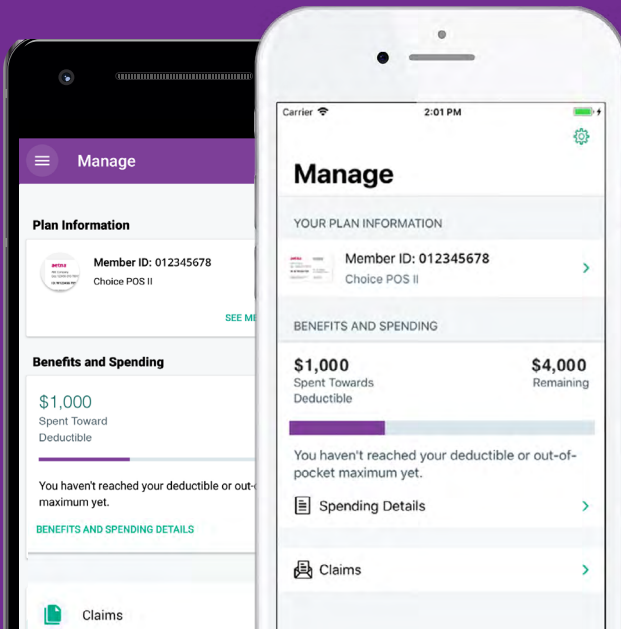 Manage
Plan Information
aetna
Member ID: 012345678
Choice POS II
SEE ME
Benefits and Spending
$1,000
Spent Toward
Deductible
You haven't reached your deductible or out-
maximum yet.
BENEFITS AND SPENDING DETAILS
Claims
Carrier
2:01 PM
Manage
YOUR PLAN INFORMATION
Member ID: 012345678
Choice POS II
BENEFITS AND SPENDING
$1,000
$4,000
Spent Towards
Remaining
Deductible
You haven't reached your deductible or out-of-
pocket maximum yet.
Spending Details
Claims